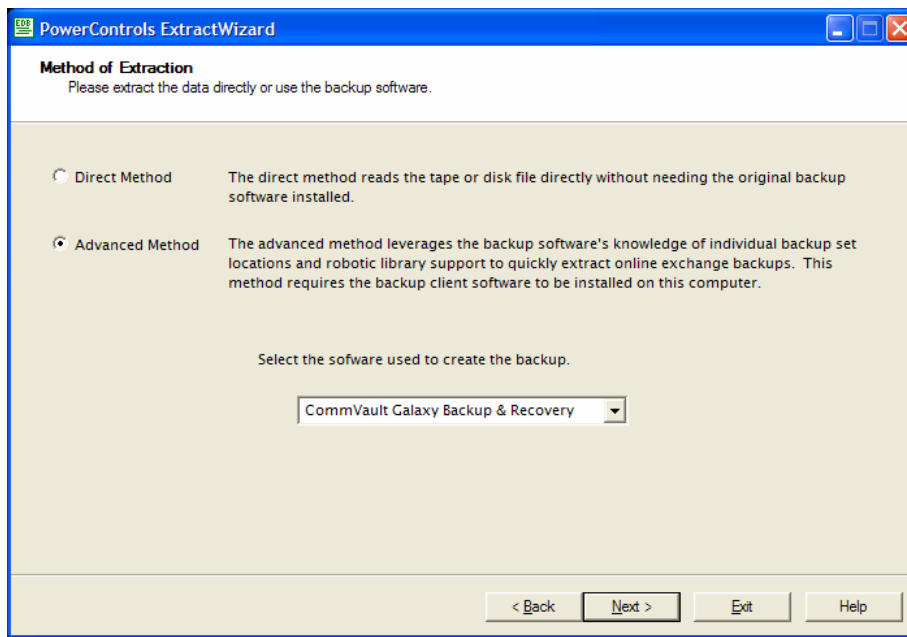 EDB PowerControls ExtractWizard
Method of Extraction
Please extract the data directly or use the backup software.
Direct Method
The direct method reads the tape or disk file directly without needing the original backup
software installed.
Advanced Method
The advanced method leverages the backup software's knowledge of individual backup set
locations and robotic library support to quickly extract online exchange backups. This
method requires the backup client software to be installed on this computer.
Select the sofware used to create the backup.
CommVault Galaxy Backup & Recovery
< Back Next > Exit Help